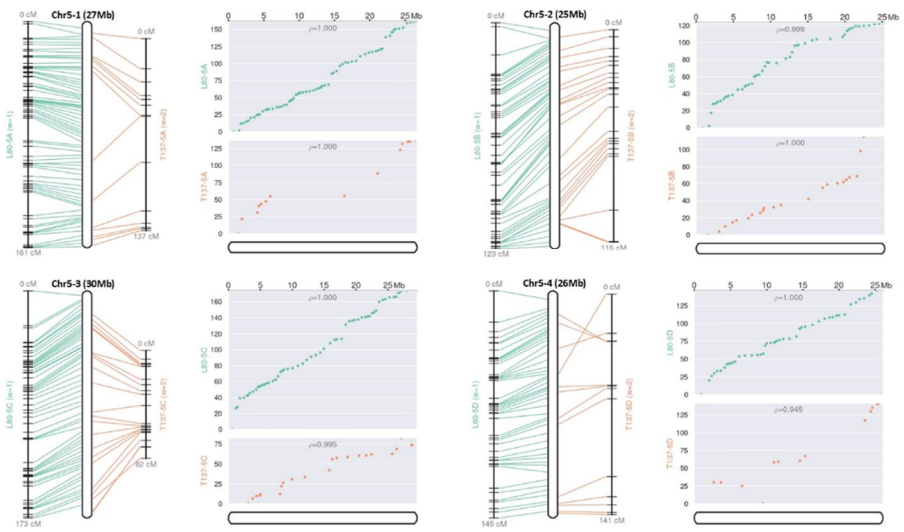 Chr5-1 (27Mb)
0 cM
0 cM
L80-5A (w=1)
T137-5A (w=2)
161 cM
137 cM
0 5 10 15 20 25 Mb
ρ=1.000
L80-5A
150
125
100
75
50
25
0
ρ=1.000
T137-5A
125
100
75
50
25
0
Chr5-2 (25Mb)
0 cM
0 cM
L80-5B (w=1)
T137-5B (w=2)
123 cM
115 cM
0 5 10 15 20 25 Mb
ρ=0.999
L80-5B
120
100
80
60
40
20
0
ρ=1.000
T137-5B
100
80
60
40
20
0
Chr5-3 (30Mb)
0 cM
0 cM
L80-5C (w=1)
T137-5C (w=2)
173 cM
82 cM
0 5 10 15 20 25 Mb
ρ=1.000
L80-5C
160
140
120
100
80
60
40
20
0
ρ=0.995
T137-5C
75
50
25
0
Chr5-4 (26Mb)
0 cM
0 cM
L80-5D (w=1)
T137-5D (w=2)
145 cM
141 cM
0 5 10 15 20 25 Mb
ρ=1.000
L80-5D
125
100
75
50
25
0
ρ=0.945
T137-5D
125
100
75
50
25
0